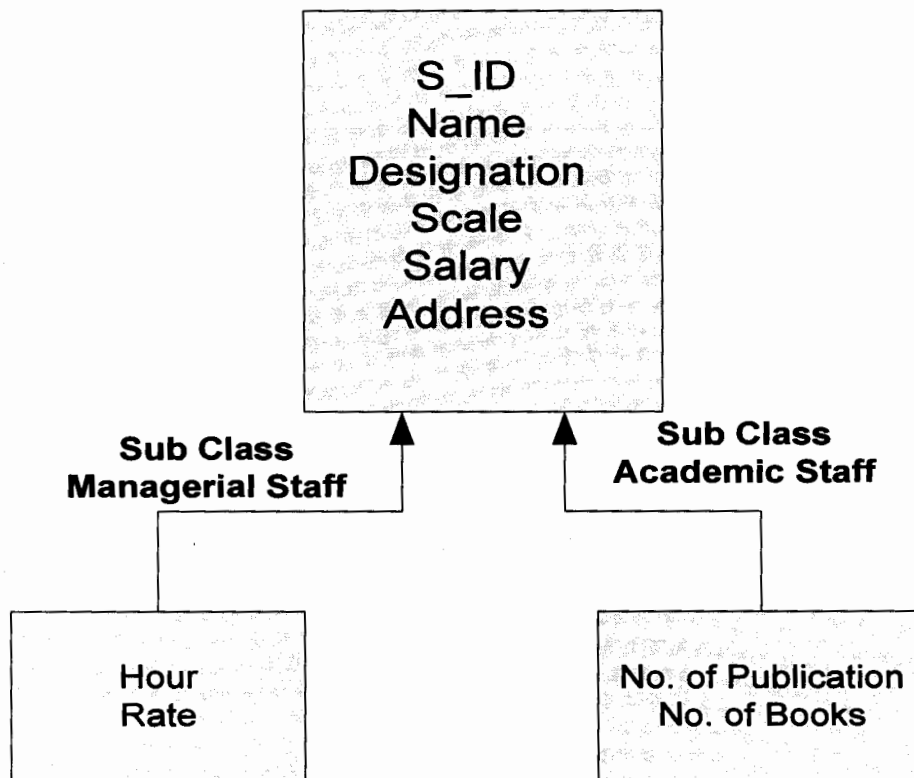 S_ID
Name
Designation
Scale
Salary
Address
Sub Class
Managerial Staff
Sub Class
Academic Staff
Hour
Rate
No. of Publication
No. of Books